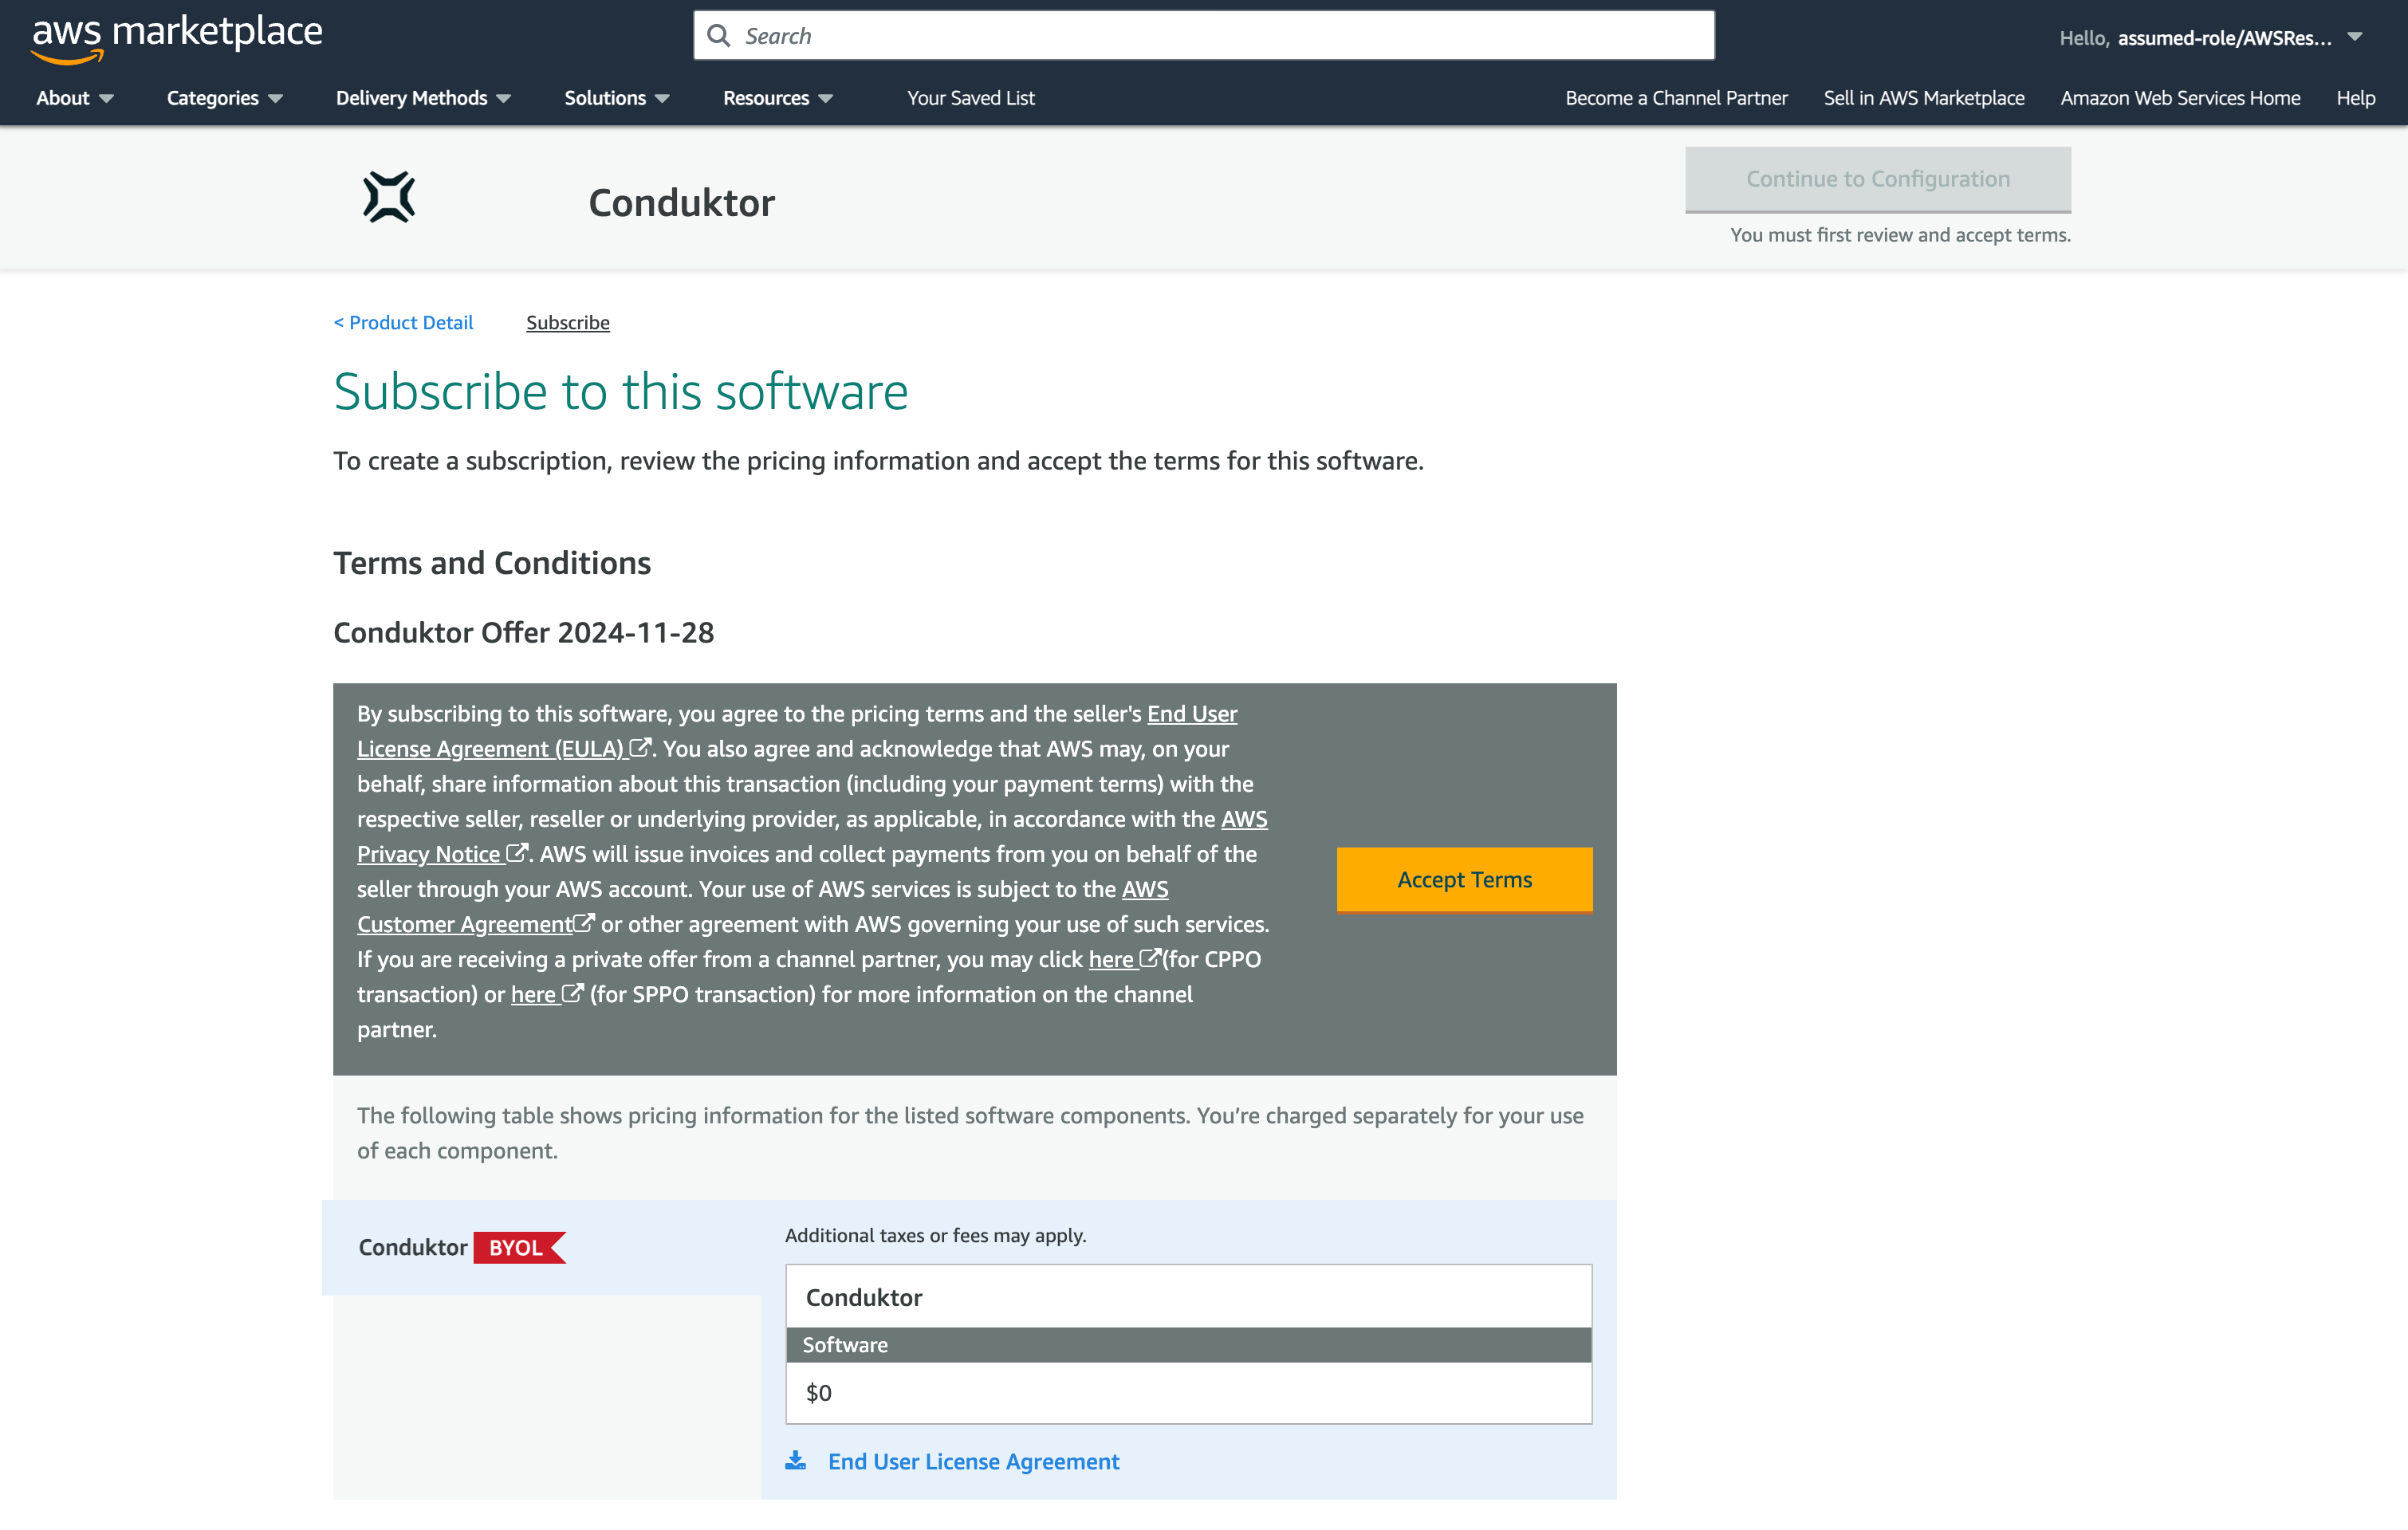 aws marketplace
Search
Hello, assumed-role/AWSRes...
About
Categories
Delivery Methods
Solutions
Resources
Your Saved List
Become a Channel Partner
Sell in AWS Marketplace
Amazon Web Services Home
Help
Conduktor
Continue to Configuration
You must first review and accept terms.
< Product Detail
Subscribe
Subscribe to this software
To create a subscription, review the pricing information and accept the terms for this software.
Terms and Conditions
Conduktor Offer 2024-11-28
By subscribing to this software, you agree to the pricing terms and the seller's End User
License Agreement (EULA) . You also agree and acknowledge that AWS may, on your
behalf, share information about this transaction (including your payment terms) with the
respective seller, reseller or underlying provider, as applicable, in accordance with the AWS
Privacy Notice . AWS will issue invoices and collect payments from you on behalf of the
seller through your AWS account. Your use of AWS services is subject to the AWS
Customer Agreement or other agreement with AWS governing your use of such services.
If you are receiving a private offer from a channel partner, you may click here (for CPPO
transaction) or here (for SPPO transaction) for more information on the channel
partner.
Accept Terms
The following table shows pricing information for the listed software components. You’re charged separately for your use
of each component.
Conduktor BYOL
Additional taxes or fees may apply.
Conduktor
Software
$0
End User License Agreement